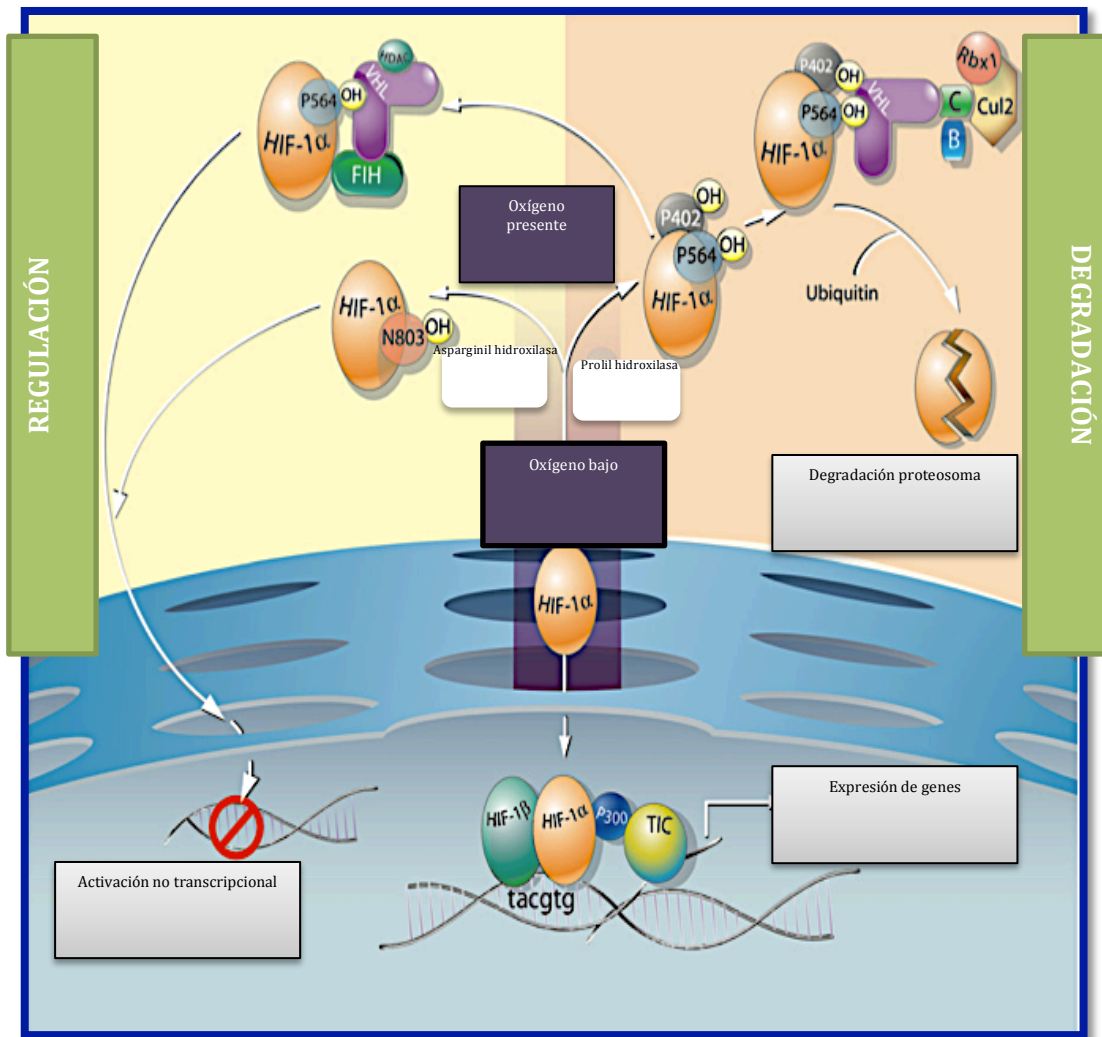 REGULACIÓN
HDAC
VHL
P564
OH
HIF-1α
FIH
Oxígeno
presente
P402
OH
P564
OH
HIF-1α
P402
OH
P564
OH
HIF-1α
VHL
C
B
Rbx1
Cul2
DEGRADACIÓN
Ubiquitin
HIF-1α
N803
OH
Asparginil hidroxilasa
Prolil hidroxilasa
Oxígeno bajo
Degradación proteosoma
HIF-1α
Expresión de genes
HIF-1β
HIF-1α
P300
TIC
tacgtg
Activación no transcripcional